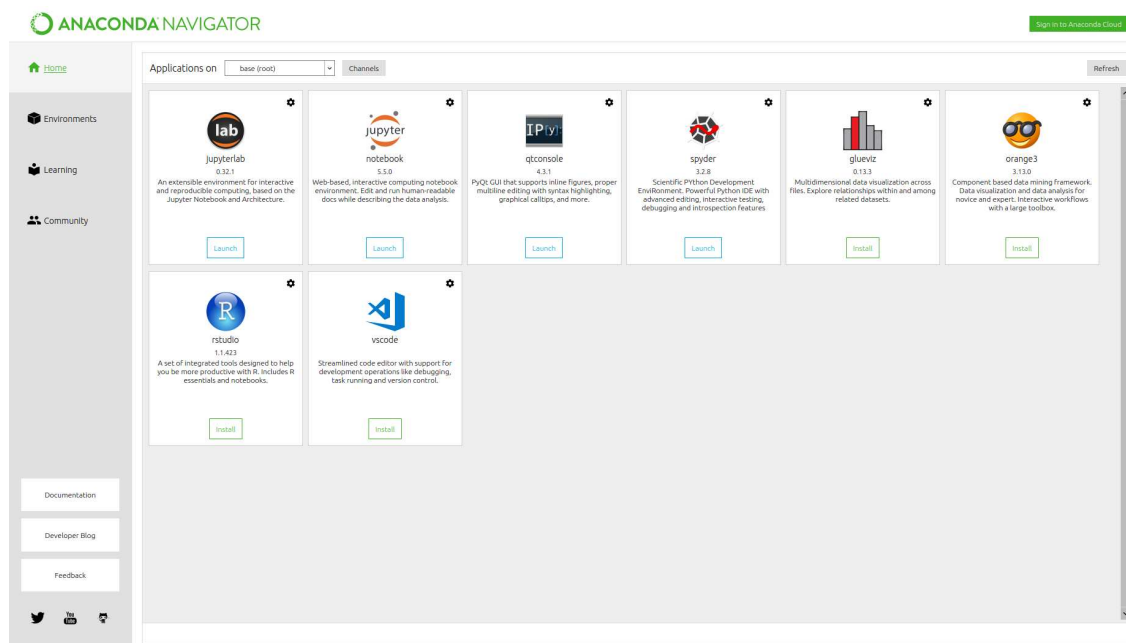 ANACONDA NAVIGATOR
Sign in to Anaconda Cloud
Home
Environments
Learning
Community
Documentation
Developer Blog
Feedback
You
Tube
Applications on
base (root)
Channels
Refresh
lab
jupyterlab
0.32.1
An extensible environment for interactive
and reproducible computing, based on the
Jupyter Notebook and Architecture.
Launch
jupyter
notebook
5.5.0
Web-based, interactive computing notebook
environment. Edit and run human-readable
docs while describing the data analysis.
Launch
IP[y]:
qtconsole
4.3.1
PyQt GUI that supports inline figures, proper
multiline editing with syntax highlighting,
graphical calltips, and more.
Launch
spyder
3.2.8
Scientific PYthon Development
EnviRonment. Powerful Python IDE with
advanced editing, interactive testing,
debugging and introspection features
Launch
glueviz
0.13.3
Multidimensional data visualization across
files. Explore relationships within and among
related datasets.
Install
orange3
3.13.0
Component based data mining framework.
Data visualization and data analysis for
novice and expert. Interactive workflows
with a large toolbox.
Install
R
rstudio
1.1.423
A set of integrated tools designed to help
you be more productive with R. Includes R
essentials and notebooks.
Install
vscode
Streamlined code editor with support for
development operations like debugging,
task running and version control.
Install